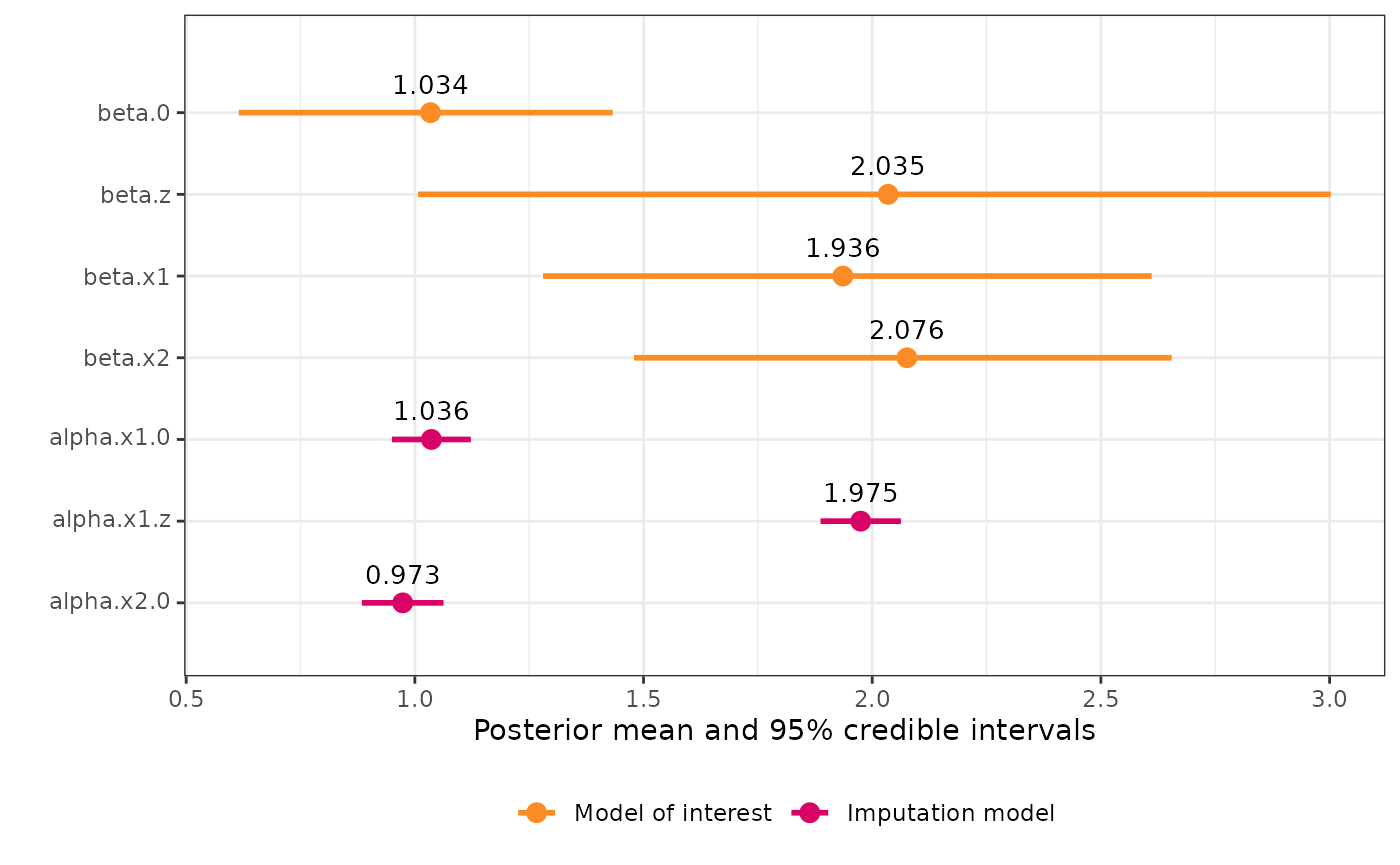 1.034
beta.0
2.035
beta.z
1.936
beta.x1
2.076
beta.x2
1.036
alpha.x1.0
1.975
alpha.x1.z
0.973
alpha.x2.0
0.5 1.0 1.5 2.0 2.5 3.0
Posterior mean and 95% credible intervals
Model of interest Imputation model